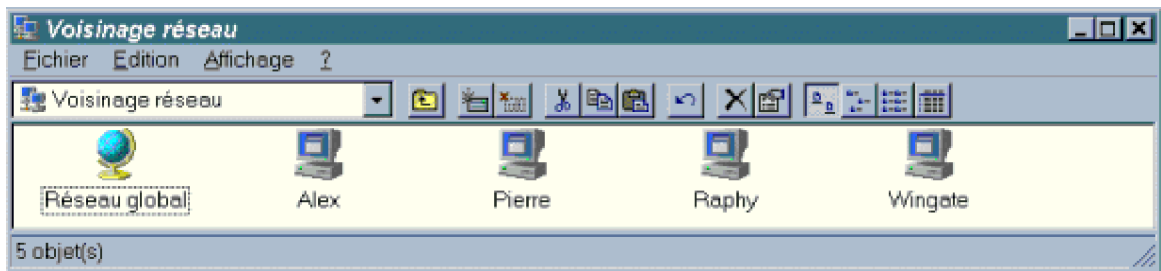 Voisinage réseau
Fichier Edition Affichage ?
Voisinage réseau
Réseau global Alex Pierre Raphy Wingate
5 objet(s)